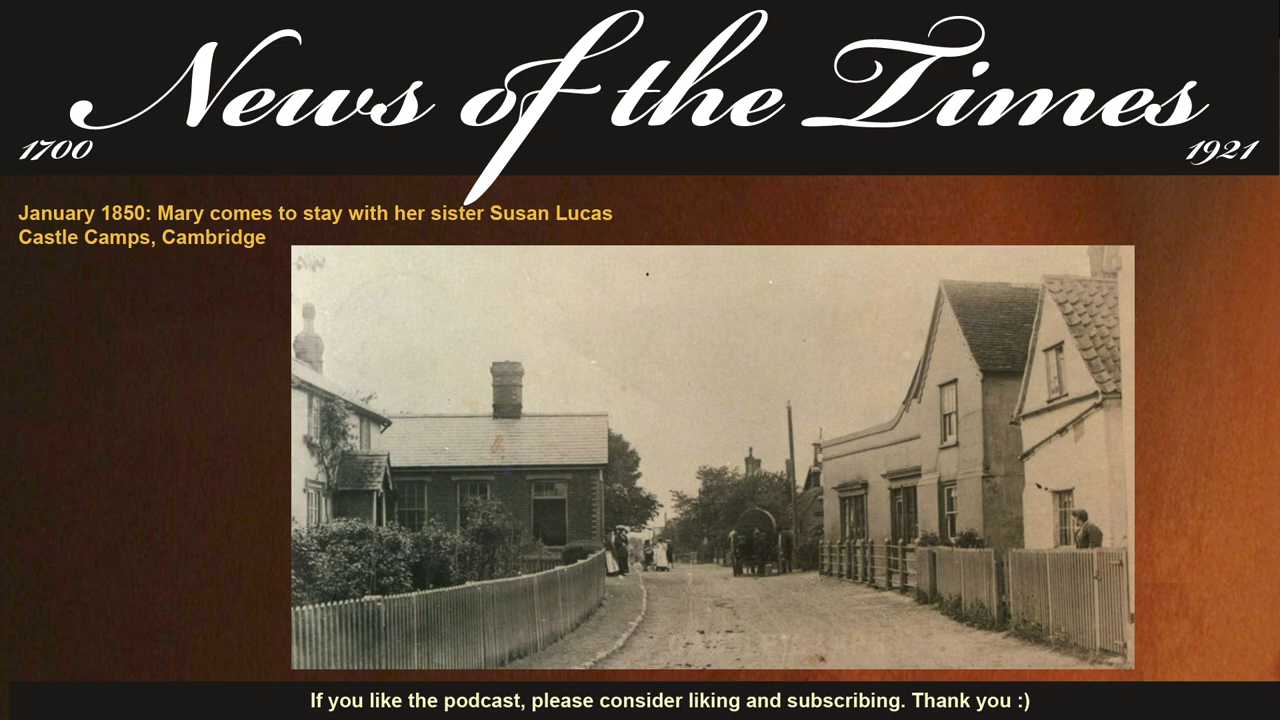 News of the Times
1700
1921
January 1850: Mary comes to stay with her sister Susan Lucas
Castle Camps, Cambridge
If you like the podcast, please consider liking and subscribing. Thank you :)